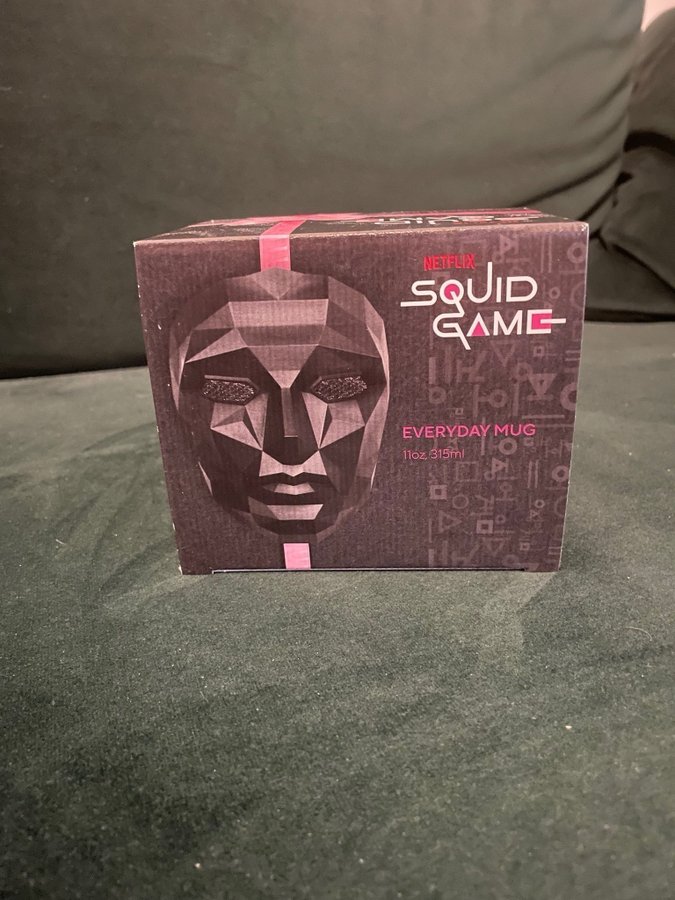 NETFLIX
SQUID
GAME
EVERYDAY MUG
11oz, 315ml